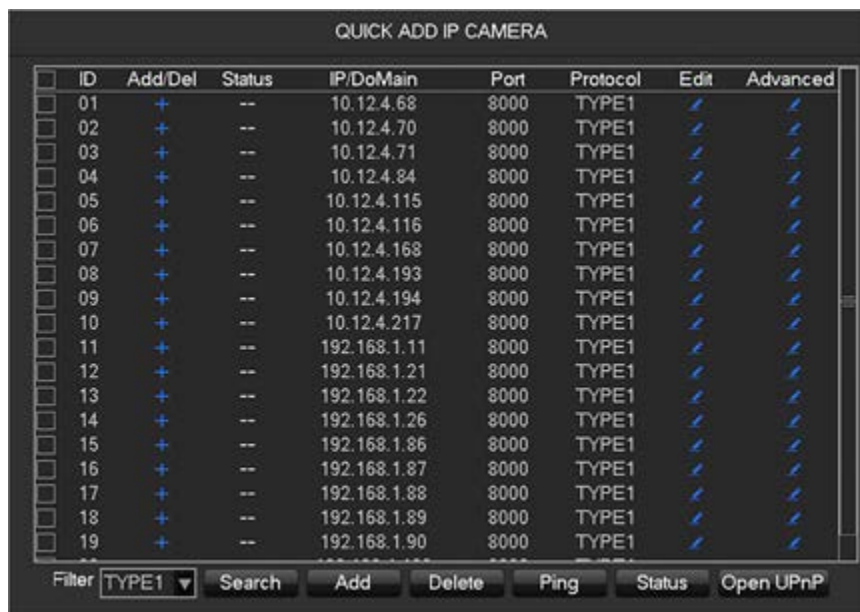 QUICK ADD IP CAMERA
ID Add/Del Status IP/DoMain Port Protocol Edit Advanced
01 + -- 10.12.4.68 8000 TYPE1
02 + -- 10.12.4.70 8000 TYPE1
03 + -- 10.12.4.71 8000 TYPE1
04 + -- 10.12.4.84 8000 TYPE1
05 + -- 10.12.4.115 8000 TYPE1
06 + -- 10.12.4.116 8000 TYPE1
07 + -- 10.12.4.168 8000 TYPE1
08 + -- 10.12.4.193 8000 TYPE1
09 + -- 10.12.4.194 8000 TYPE1
10 + -- 10.12.4.217 8000 TYPE1
11 + -- 192.168.1.11 8000 TYPE1
12 + -- 192.168.1.21 8000 TYPE1
13 + -- 192.168.1.22 8000 TYPE1
14 + -- 192.168.1.26 8000 TYPE1
15 + -- 192.168.1.86 8000 TYPE1
16 + -- 192.168.1.87 8000 TYPE1
17 + -- 192.168.1.88 8000 TYPE1
18 + -- 192.168.1.89 8000 TYPE1
19 + -- 192.168.1.90 8000 TYPE1
Filter TYPE1 Search Add Delete Ping Status Open UPnP